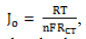 J₀ = RT / nFR_CT,